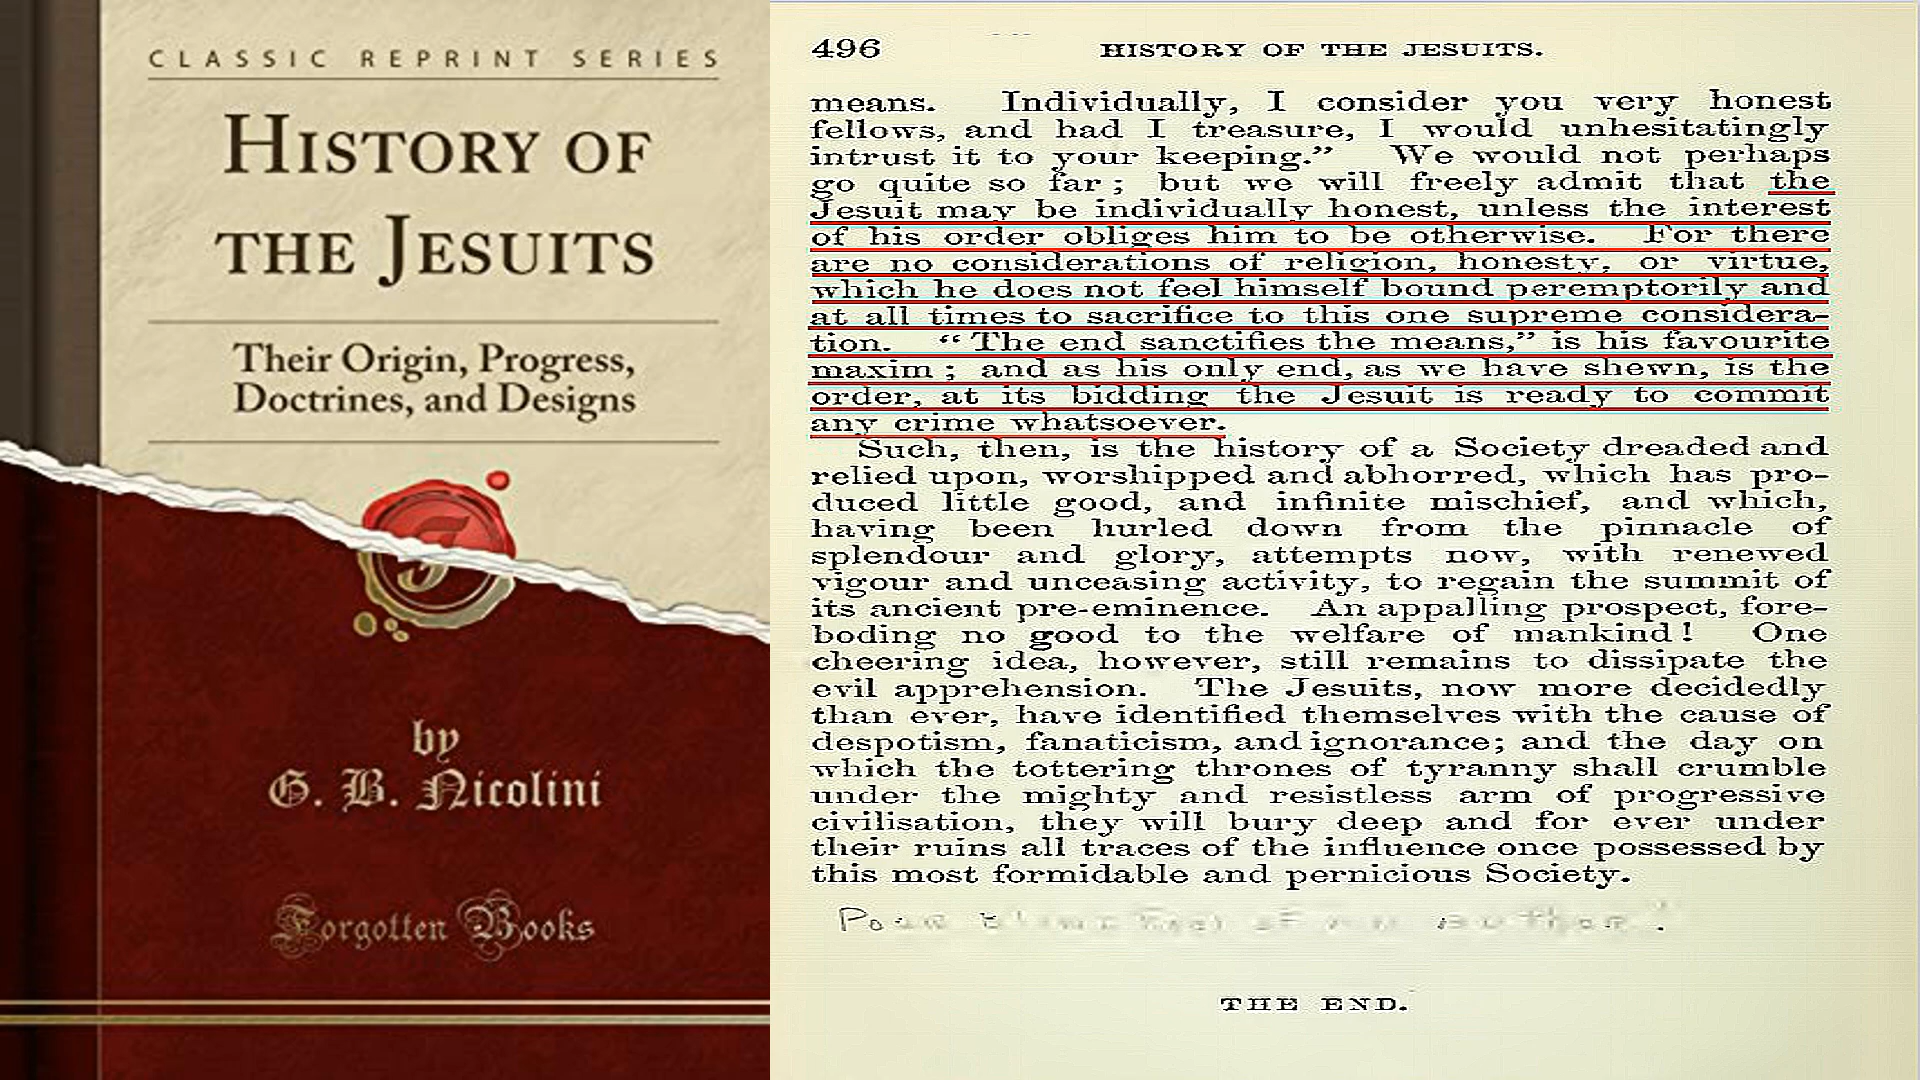 CLASSIC REPRINT SERIES
HISTORY OF
THE JESUITS
Their Origin, Progress,
Doctrines, and Designs
by
G. B. Nicolini
Forgotten Books
496 HISTORY OF THE JESUITS.
means. Individually, I consider you very honest
fellows, and had I treasure, I would unhesitatingly
intrust it to your keeping.” We would not perhaps
go quite so far; but we will freely admit that the
Jesuit may be individually honest, unless the interest
of his order obliges him to be otherwise. For there
are no considerations of religion, honesty, or virtue,
which he does not feel himself bound peremptorily and
at all times to sacrifice to this one supreme considera-
tion. “The end sanctifies the means,” is his favourite
maxim; and as his only end, as we have shewn, is the
order, at its bidding the Jesuit is ready to commit
any crime whatsoever.
Such, then, is the history of a Society dreaded and
relied upon, worshipped and abhorred, which has pro-
duced little good, and infinite mischief, and which,
having been hurled down from the pinnacle of
splendour and glory, attempts now, with renewed
vigour and unceasing activity, to regain the summit of
its ancient pre-eminence. An appalling prospect, fore-
boding no good to the welfare of mankind! One
cheering idea, however, still remains to dissipate the
evil apprehension. The Jesuits, now more decidedly
than ever, have identified themselves with the cause of
despotism, fanaticism, and ignorance; and the day on
which the tottering thrones of tyranny shall crumble
under the mighty and resistless arm of progressive
civilisation, they will bury deep and for ever under
their ruins all traces of the influence once possessed by
this most formidable and pernicious Society.
THE END.